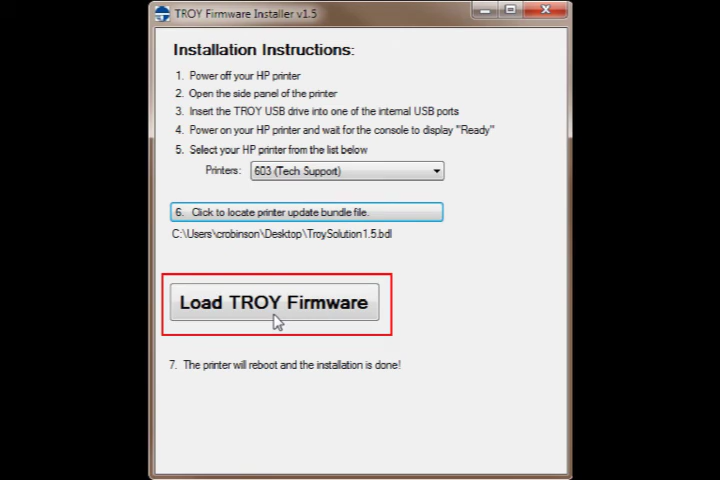 TROY Firmware Installer v1.5
Installation Instructions:
1. Power off your HP printer
2. Open the side panel of the printer
3. Insert the TROY USB drive into one of the internal USB ports
4. Power on your HP printer and wait for the console to display "Ready"
5. Select your HP printer from the list below
Printers: 603 (Tech Support)
6. Click to locate printer update bundle file.
C:\Users\crobinson\Desktop\TroySolution1.5.bdl
Load TROY Firmware
7. The printer will reboot and the installation is done!